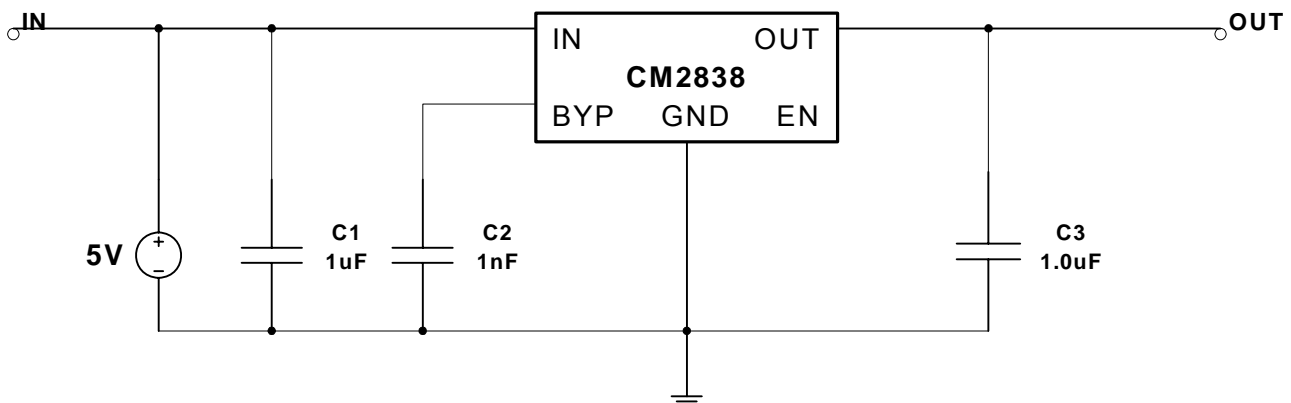 IN
OUT
IN OUT
CM2838
BYP GND EN
5V
C1
1uF
C2
1nF
C3
1.0uF